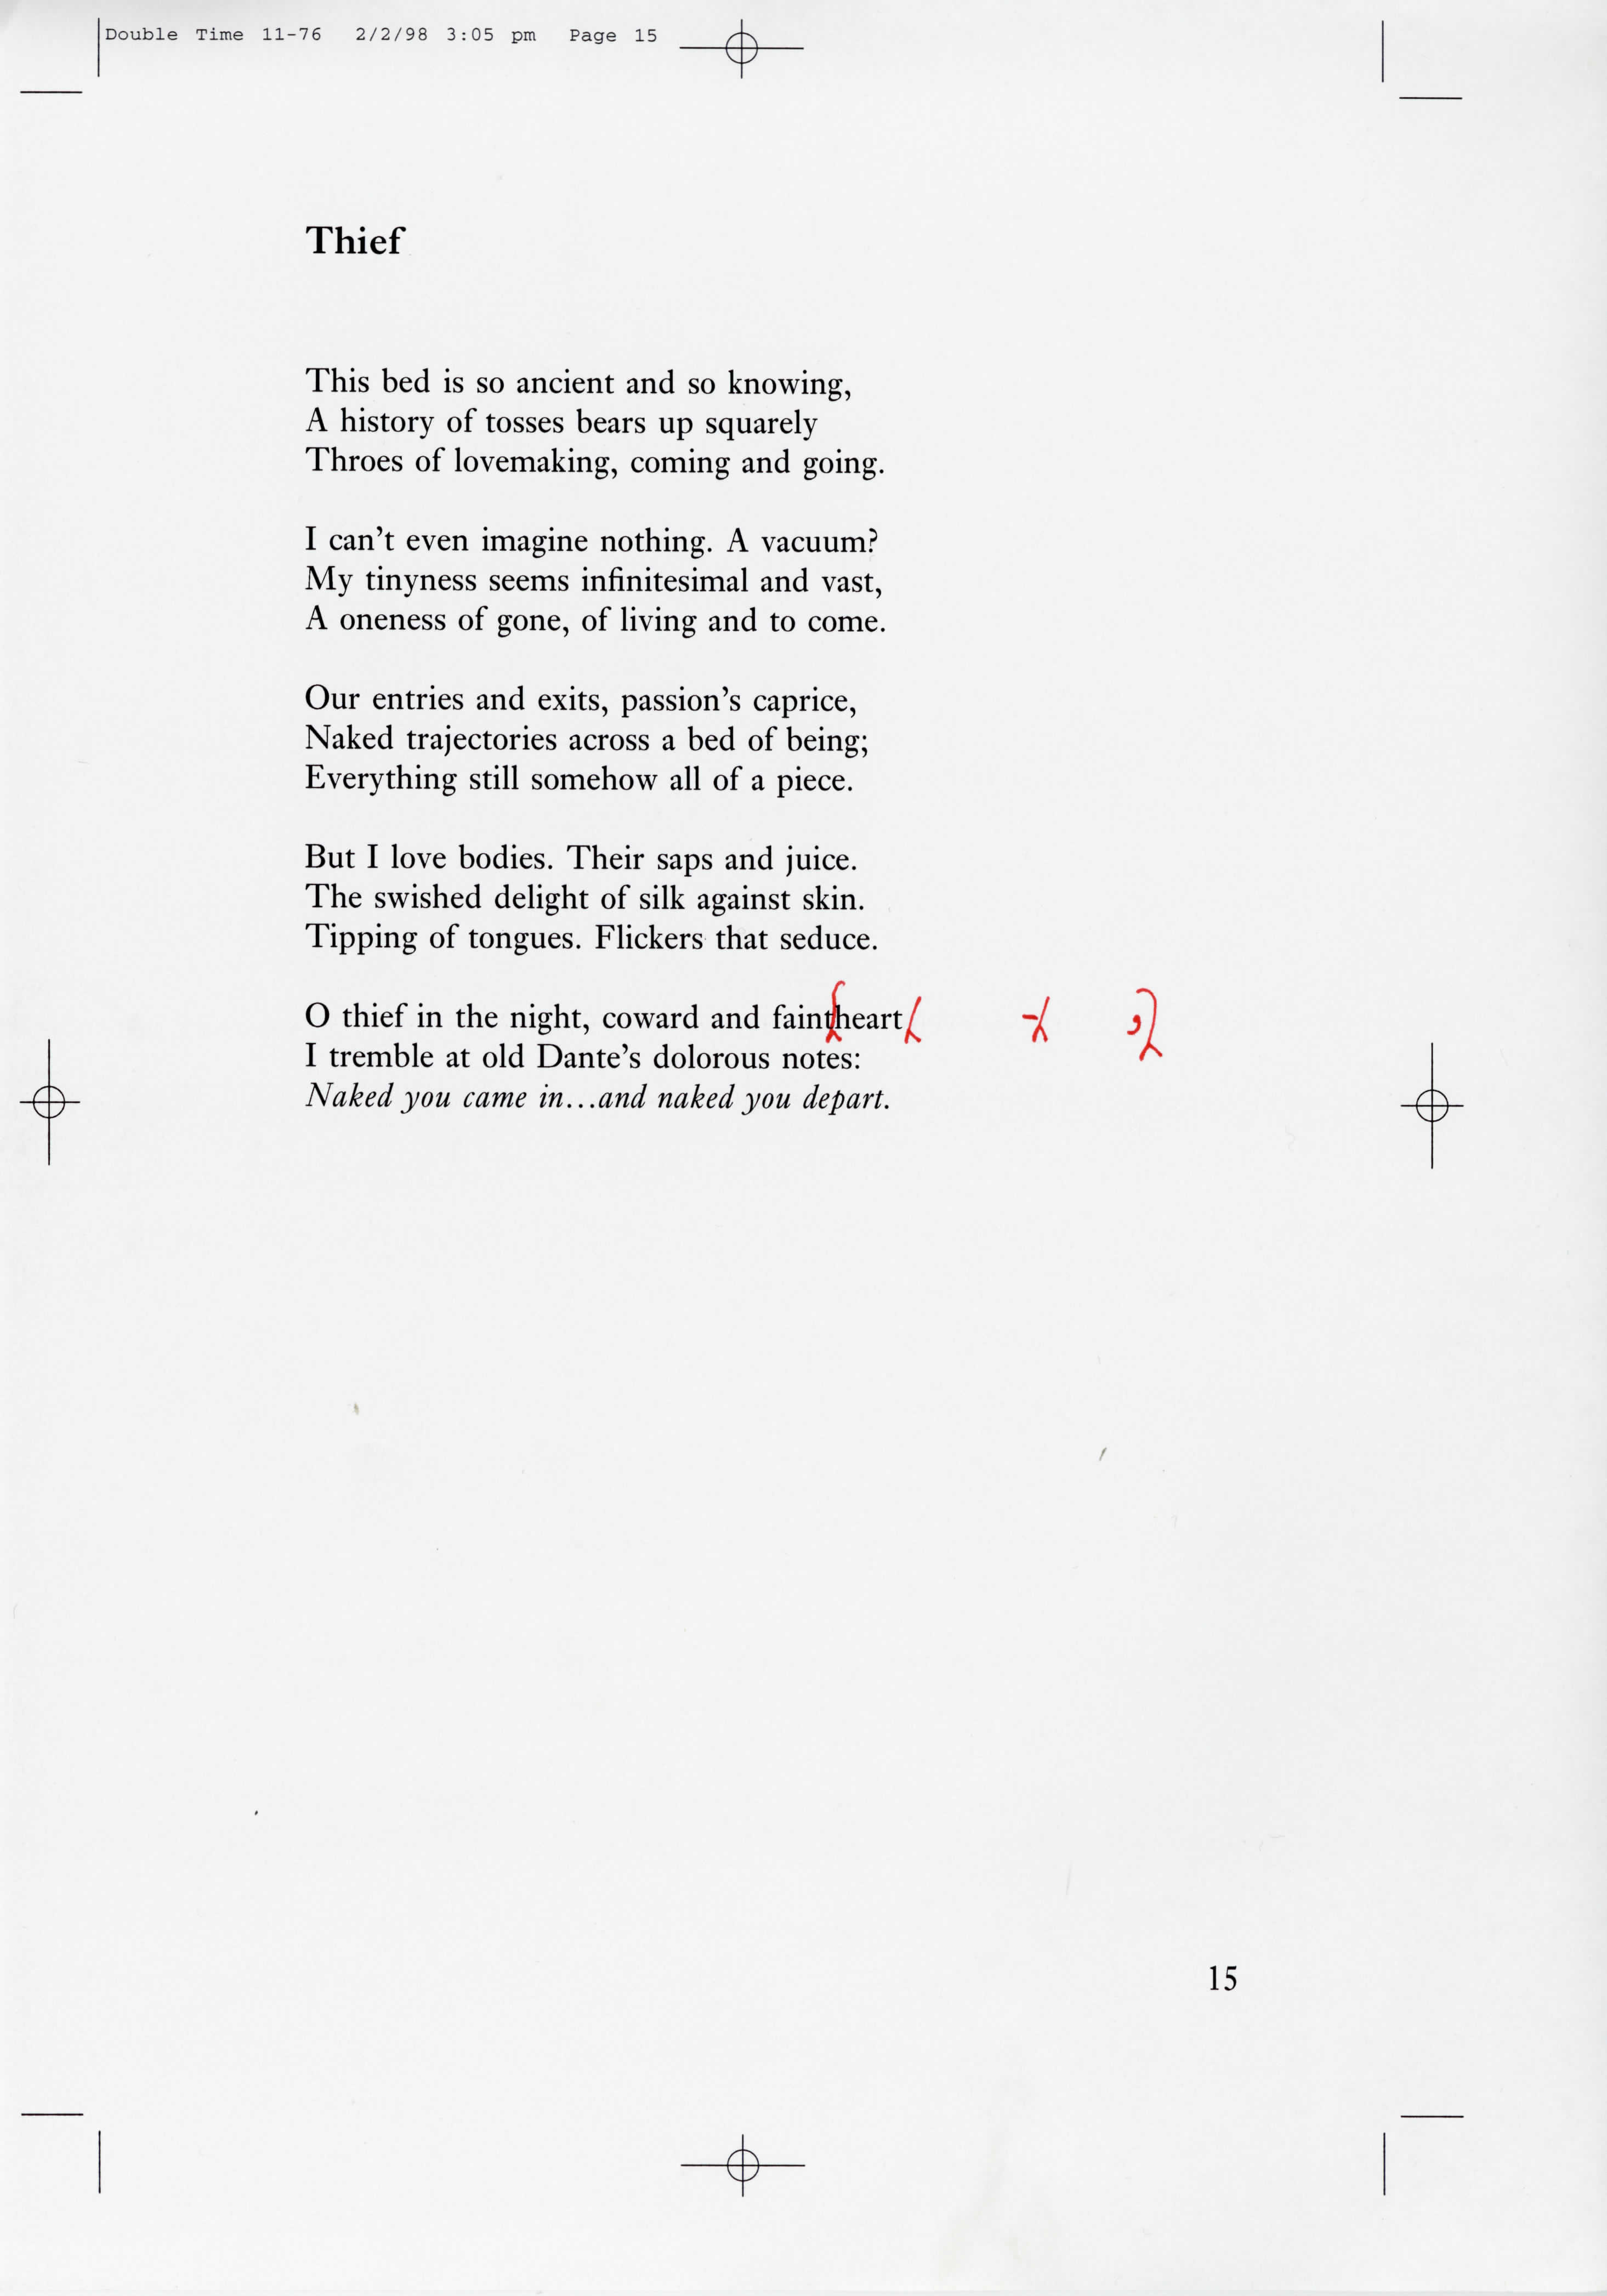 Double Time 11-76 2/2/98 3:05 pm Page 15
Thief
This bed is so ancient and so knowing,
A history of tosses bears up squarely
Throes of lovemaking, coming and going.
I can’t even imagine nothing. A vacuum?
My tinyness seems infinitesimal and vast,
A oneness of gone, of living and to come.
Our entries and exits, passion’s caprice,
Naked trajectories across a bed of being;
Everything still somehow all of a piece.
But I love bodies. Their saps and juice.
The swished delight of silk against skin.
Tipping of tongues. Flickers that seduce.
O thief in the night, coward and faintheart
I tremble at old Dante’s dolorous notes:
Naked you came in...and naked you depart.
15